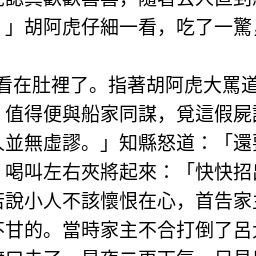 」胡阿虎仔細一看，吃了一驚，
看在肚裡了。指著胡阿虎大罵道
值得便與船家同謀，覓這假屍
人並無虛謬。」知縣怒道：「還要
喝叫左右夾將起來：「快快招
說小人不該懷恨在心，首告家主
不甘的。當時家主不合打倒了呂